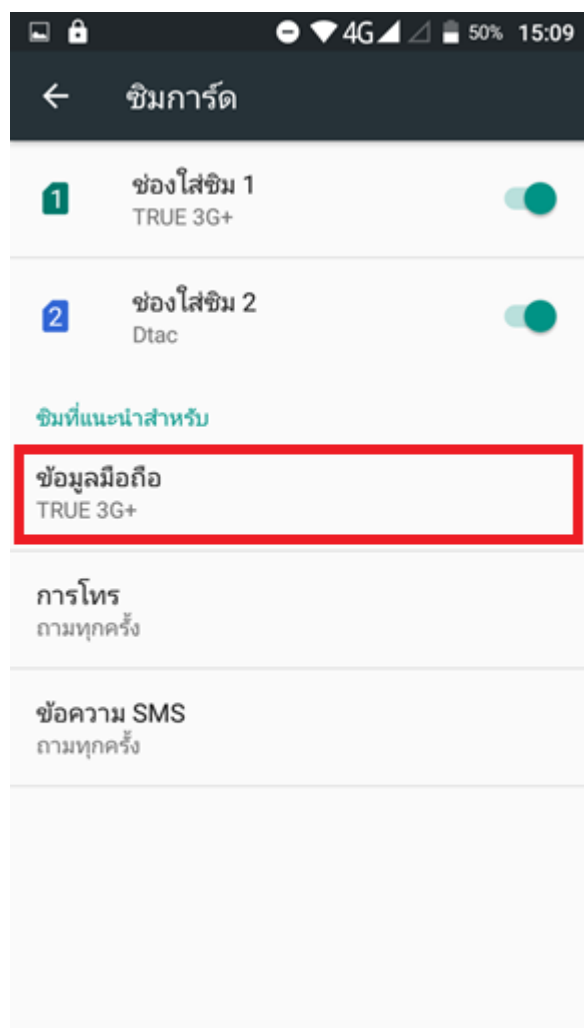 4G 50% 15:09
ซิมการ์ด
1
ช่องใส่ซิม 1
TRUE 3G+
2
ช่องใส่ซิม 2
Dtac
ซิมที่แนะนำสำหรับ
ข้อมูลมือถือ
TRUE 3G+
การโทร
ถามทุกครั้ง
ข้อความ SMS
ถามทุกครั้ง